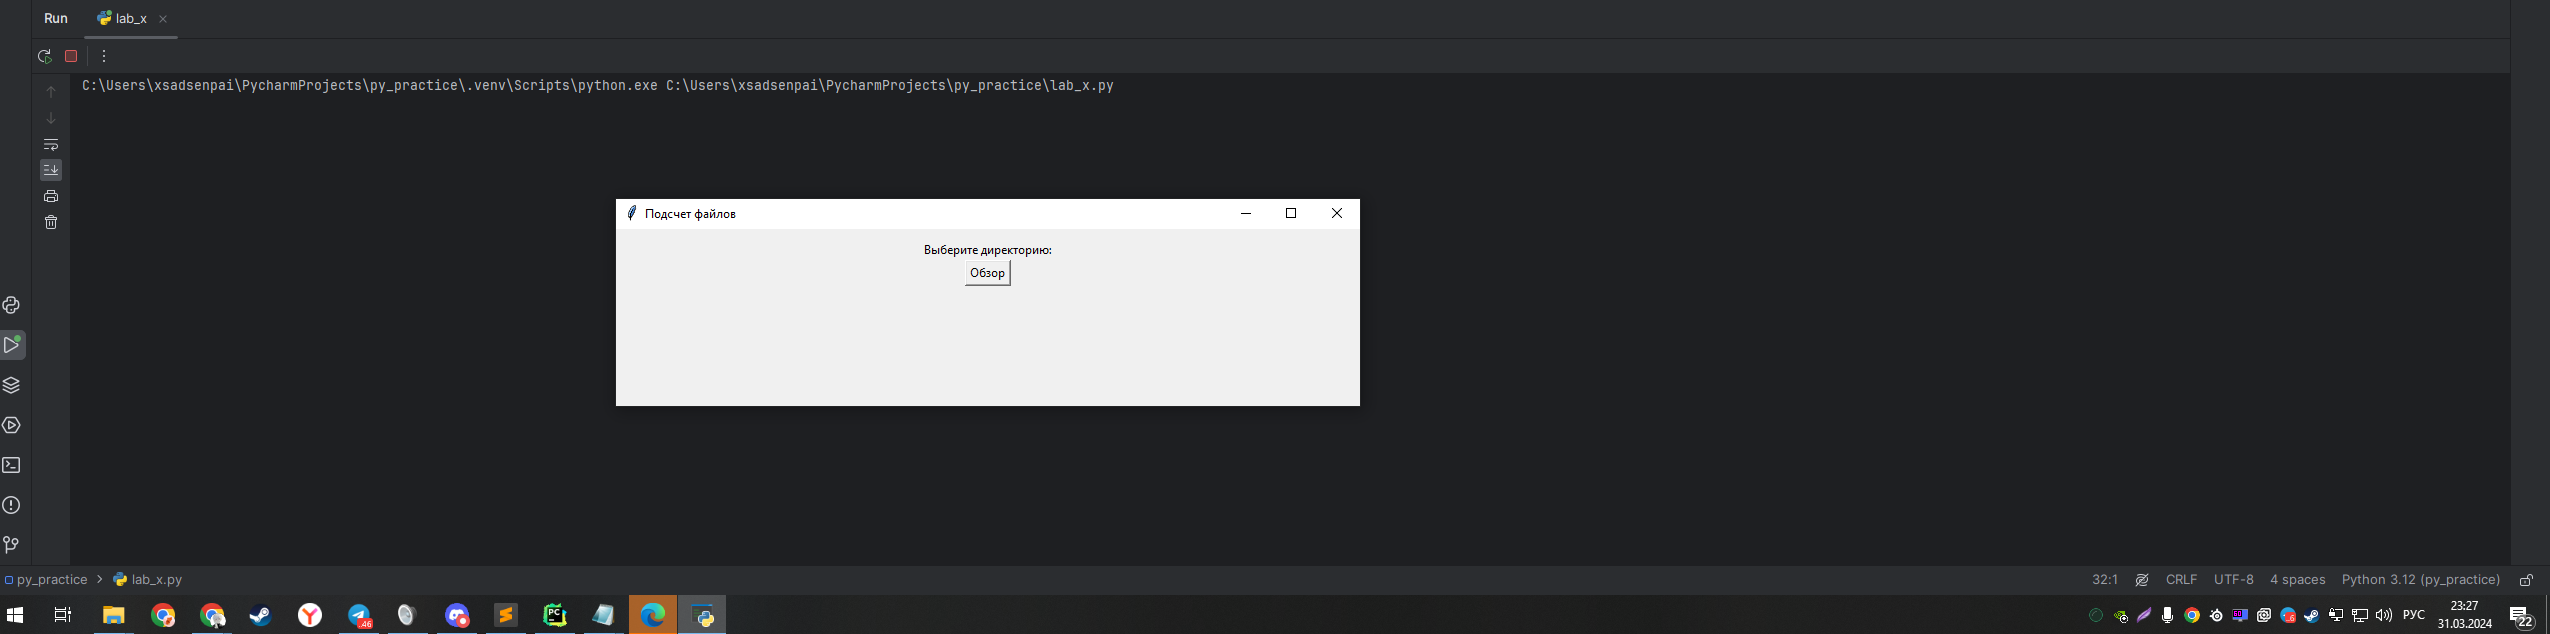 Run lab_x
C:\Users\xsadsenpai\PycharmProjects\py_practice\.venv\Scripts\python.exe C:\Users\xsadsenpai\PycharmProjects\py_practice\lab_x.py
Подсчет файлов
Выберите директорию:
Обзор
py_practice > lab_x.py 32:1 CRLF UTF-8 4 spaces Python 3.12 (py_practice)
46 PC РУС 23:27 22
31.03.2024